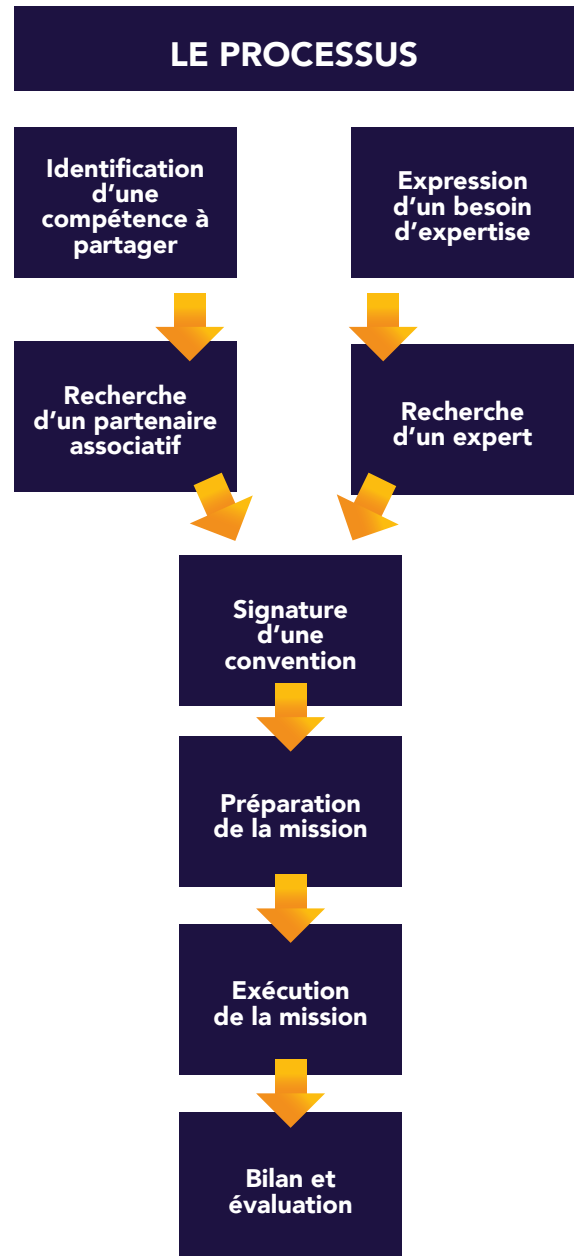 LE PROCESSUS
Identification
d’une
compétence à
partager
Expression
d’un besoin
d’expertise
Recherche
d’un partenaire
associatif
Recherche
d’un expert
Signature
d’une
convention
Préparation
de la mission
Exécution
de la mission
Bilan et
évaluation